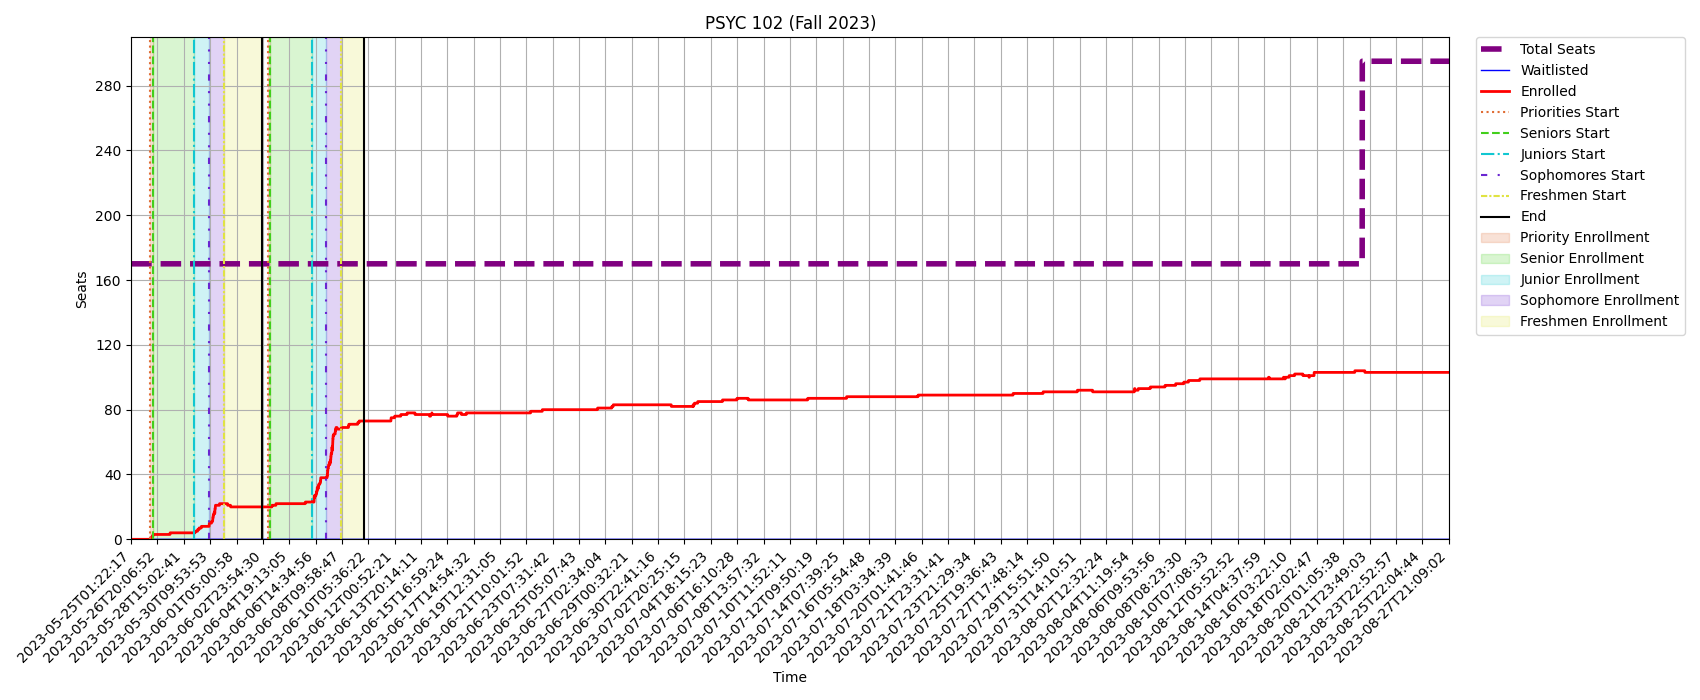 PSYC 102 (Fall 2023)
Seats
280
240
200
160
120
80
40
0
2023-05-25T01:22:17
2023-05-26T20:06:52
2023-05-28T15:02:41
2023-05-30T09:53:53
2023-06-01T05:00:58
2023-06-02T23:54:30
2023-06-04T19:13:05
2023-06-06T14:34:56
2023-06-08T09:58:47
2023-06-10T05:36:22
2023-06-12T00:52:21
2023-06-13T20:14:11
2023-06-15T16:59:24
2023-06-17T14:54:32
2023-06-19T12:31:05
2023-06-21T10:01:52
2023-06-23T07:31:42
2023-06-25T05:07:43
2023-06-27T02:34:04
2023-06-29T00:32:21
2023-06-30T22:41:16
2023-07-02T20:25:15
2023-07-04T18:15:23
2023-07-06T16:10:28
2023-07-08T13:57:32
2023-07-10T11:52:11
2023-07-12T09:50:19
2023-07-14T07:39:25
2023-07-16T05:54:48
2023-07-18T03:34:39
2023-07-20T01:41:46
2023-07-21T23:31:41
2023-07-23T21:29:34
2023-07-25T19:36:43
2023-07-27T17:48:14
2023-07-29T15:51:50
2023-07-31T14:10:51
2023-08-02T12:32:24
2023-08-04T11:19:54
2023-08-06T09:53:56
2023-08-08T08:23:30
2023-08-10T07:08:33
2023-08-12T05:52:52
2023-08-14T04:37:59
2023-08-16T03:22:10
2023-08-18T02:02:47
2023-08-20T01:05:38
2023-08-21T23:49:03
2023-08-23T22:52:57
2023-08-25T22:04:44
2023-08-27T21:09:02
Time
Total Seats
Waitlisted
Enrolled
Priorities Start
Seniors Start
Juniors Start
Sophomores Start
Freshmen Start
End
Priority Enrollment
Senior Enrollment
Junior Enrollment
Sophomore Enrollment
Freshmen Enrollment